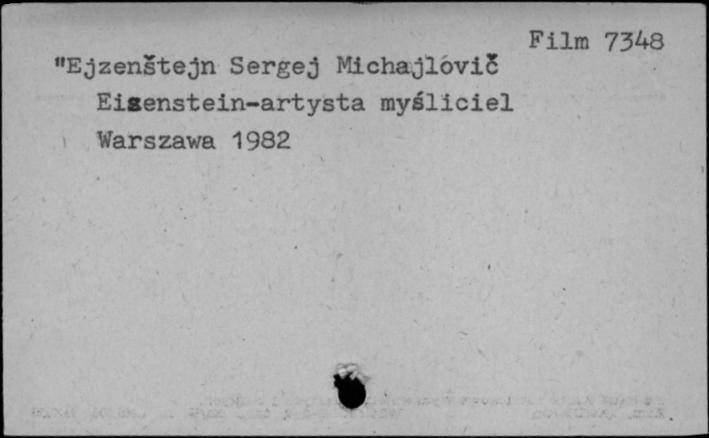 Film 7348
"Ejzenštejn Sergej Michajlovič
Eisenstein-artysta myśliciel
Warszawa 1982